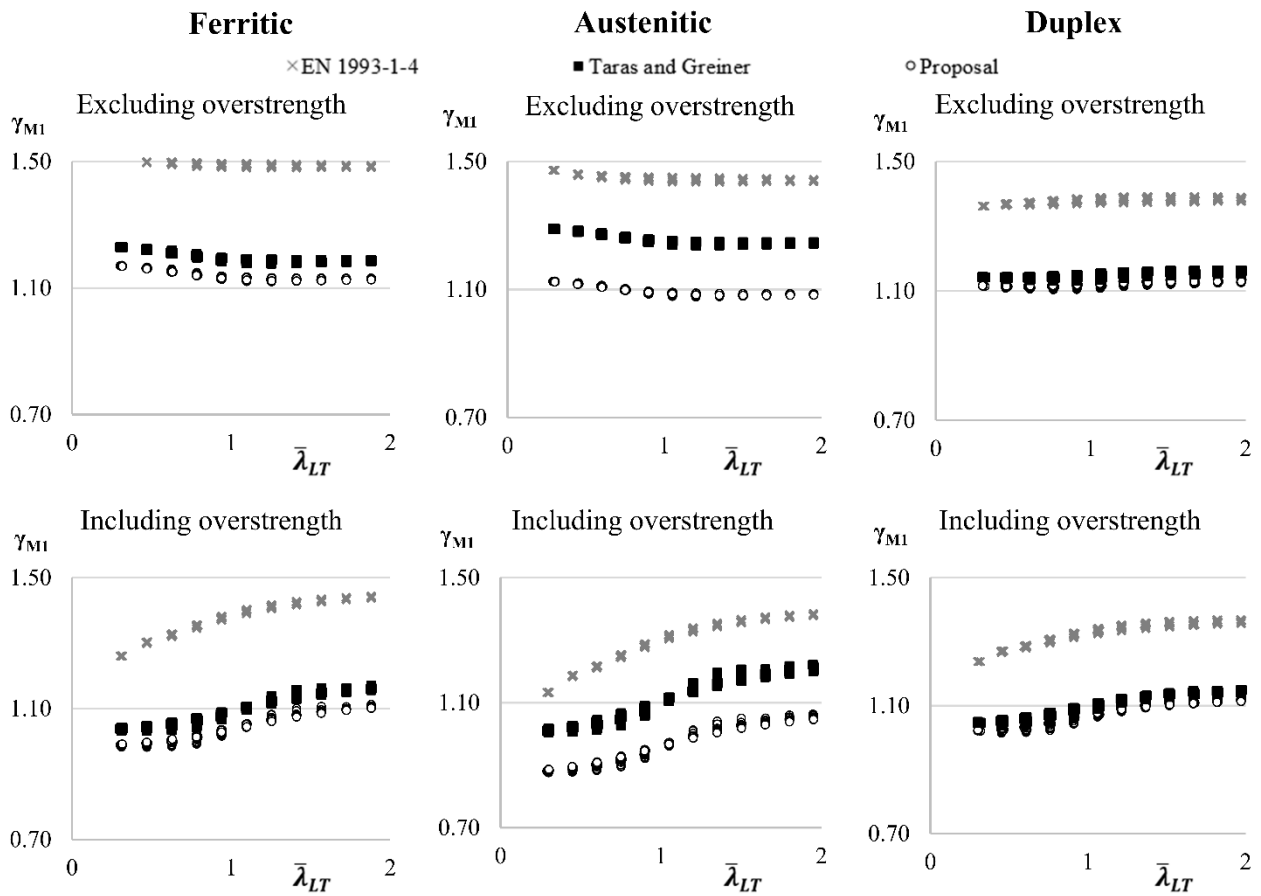 Ferritic Austenitic Duplex
×EN 1993-1-4 ■Taras and Greiner ○Proposal
Excluding overstrength Excluding overstrength Excluding overstrength
γM1 γM1 γM1
1.50 1.50 1.50
1.10 1.10 1.10
0.70 0.70 0.70
0 1 2 0 1 2 0 1 2
λ̄LT λ̄LT λ̄LT
Including overstrength Including overstrength Including overstrength
γM1 γM1 γM1
1.50 1.50 1.50
1.10 1.10 1.10
0.70 0.70 0.70
0 1 2 0 1 2 0 1 2
λ̄LT λ̄LT λ̄LT